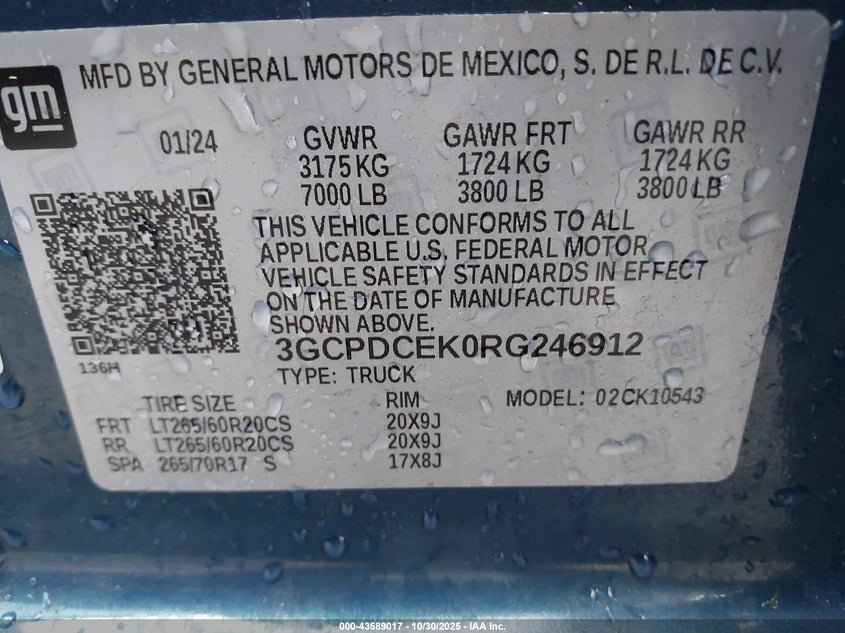 gm
MFD BY GENERAL MOTORS DE MEXICO, S. DE R.L. DE C.V.
01/24 GVWR GAWR FRT GAWR RR
3175 KG 1724 KG 1724 KG
7000 LB 3800 LB 3800 LB
THIS VEHICLE CONFORMS TO ALL
APPLICABLE U.S. FEDERAL MOTOR
VEHICLE SAFETY STANDARDS IN EFFECT
ON THE DATE OF MANUFACTURE
SHOWN ABOVE.
3GCPDCEK0RG246912
136H
TYPE: TRUCK
TIRE SIZE RIM MODEL: 02CK10543
FRT LT265/60R20CS 20X9J
RR LT265/60R20CS 20X9J
SPA 265/70R17 S 17X8J
000-43589017 - 10/30/2025 - IAA Holdings, LLC.